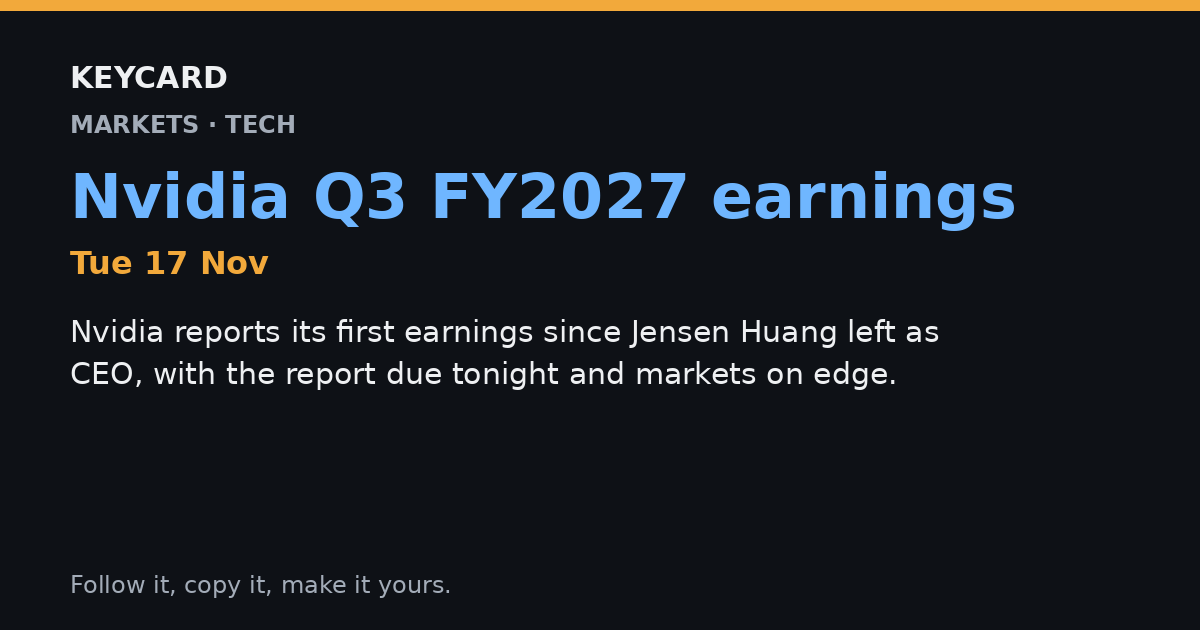 KEYCARD
MARKETS · TECH
Nvidia Q3 FY2027 earnings
Tue 17 Nov
Nvidia reports its first earnings since Jensen Huang left as
CEO, with the report due tonight and markets on edge.
Follow it, copy it, make it yours.